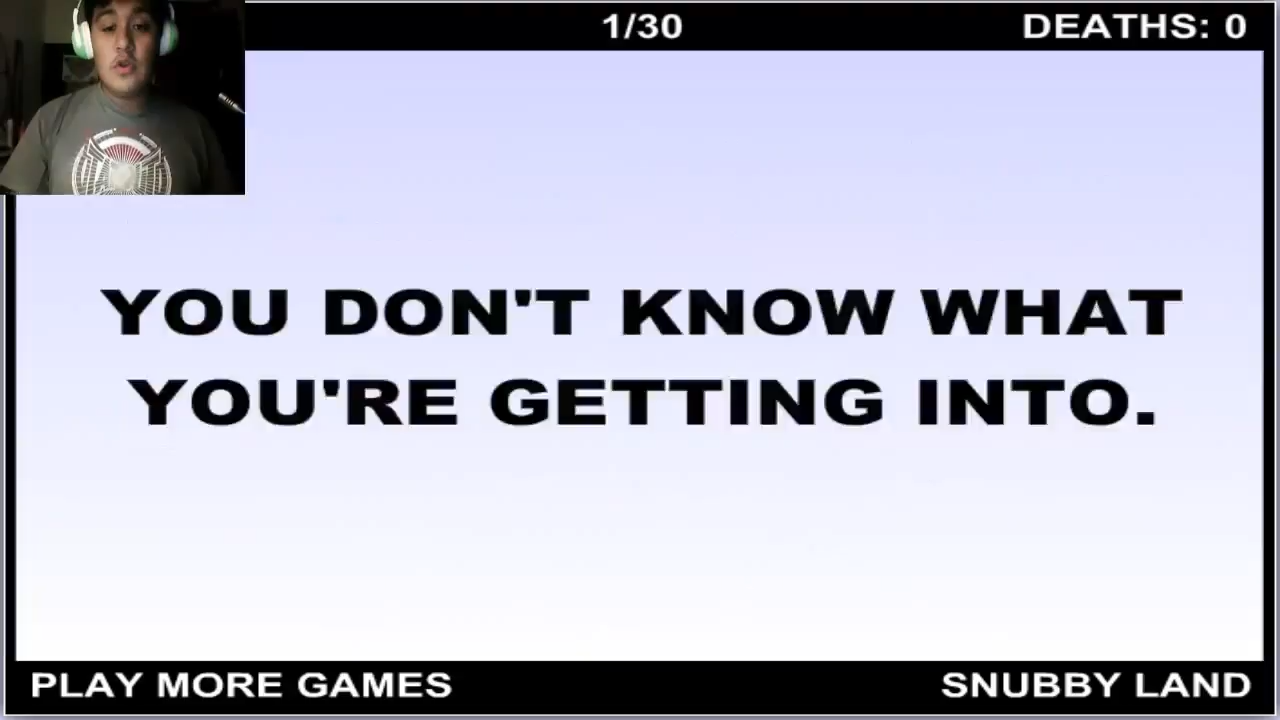 1/30
DEATHS: 0
YOU DON'T KNOW WHAT
YOU'RE GETTING INTO.
PLAY MORE GAMES
SNUBBY LAND